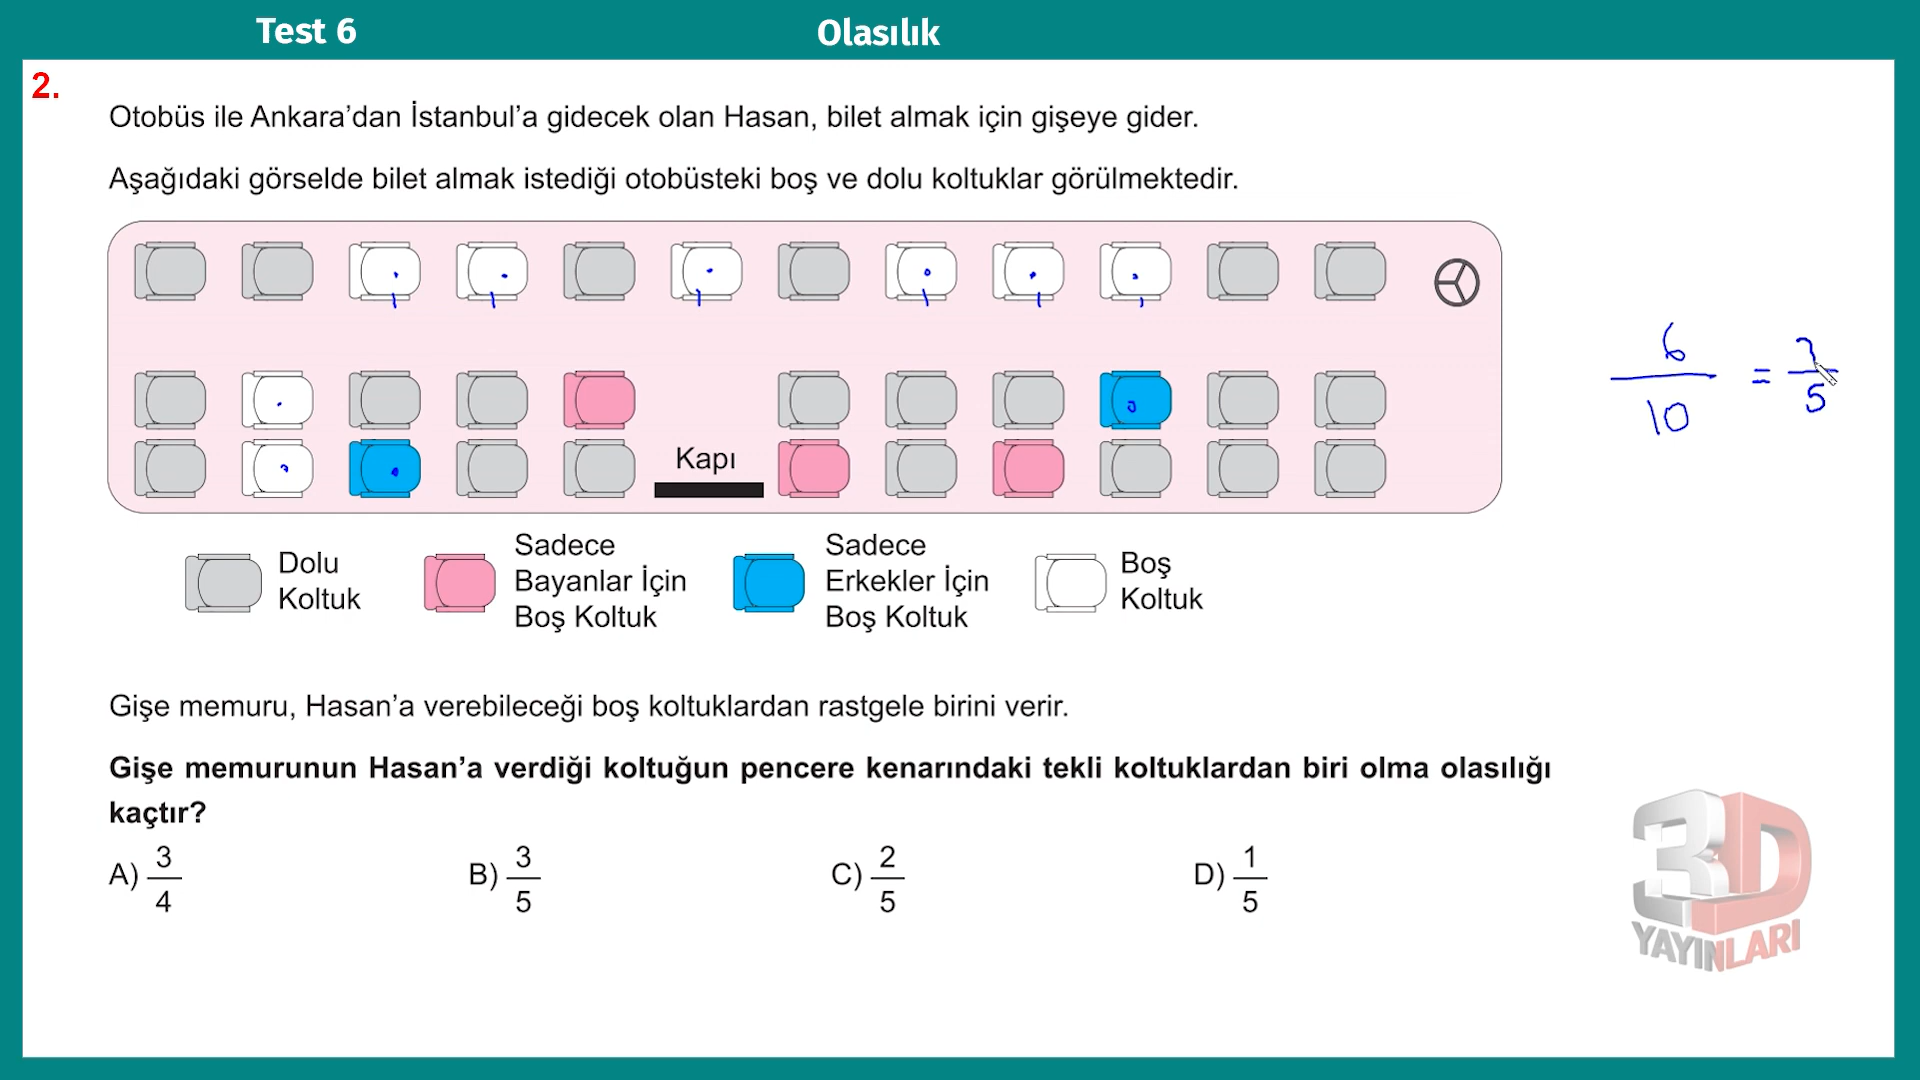 Test 6
Olasılık
2.
Otobüs ile Ankara’dan İstanbul’a gidecek olan Hasan, bilet almak için gişeye gider.
Aşağıdaki görselde bilet almak istediği otobüsteki boş ve dolu koltuklar görülmektedir.
6/10 = 3/5
Kapı
Dolu
Koltuk
Sadece
Bayanlar İçin
Boş Koltuk
Sadece
Erkekler İçin
Boş Koltuk
Boş
Koltuk
Gişe memuru, Hasan’a verebileceği boş koltuklardan rastgele birini verir.
Gişe memurunun Hasan’a verdiği koltuğun pencere kenarındaki tekli koltuklardan biri olma olasılığı
kaçtır?
A) 3/4
B) 3/5
C) 2/5
D) 1/5
3D
YAYINLARI